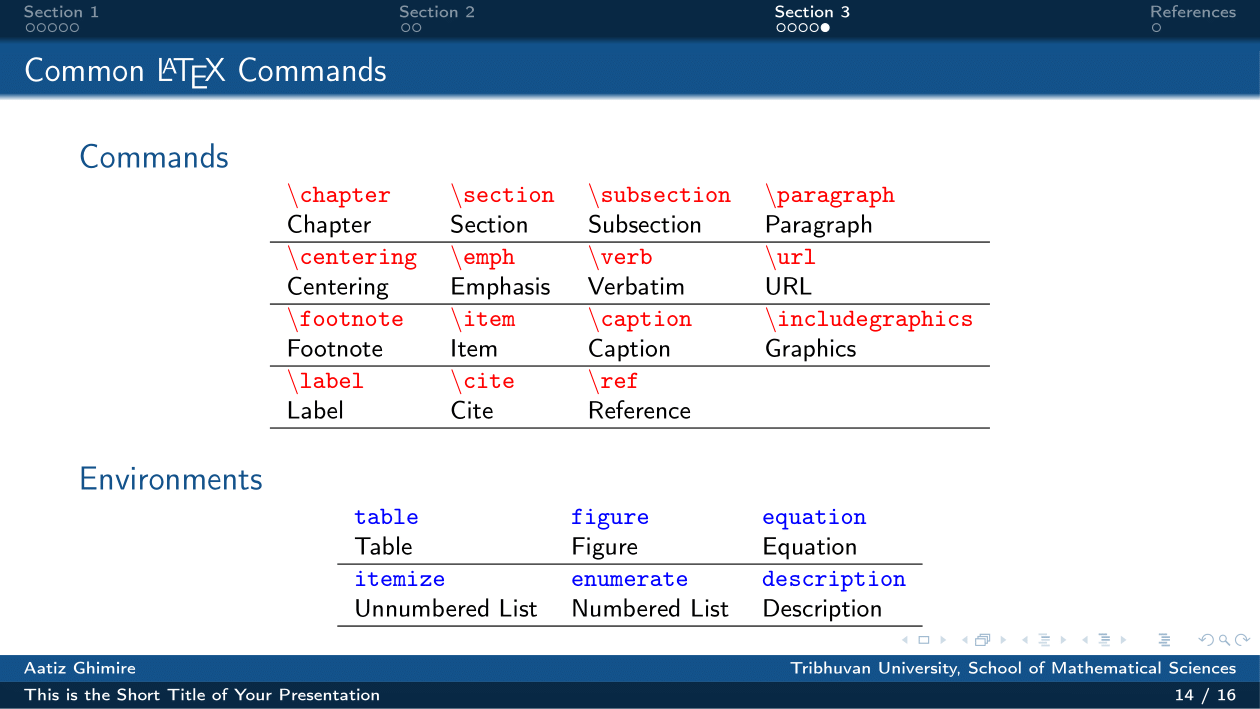 Section 1 Section 2 Section 3 References
Common LATEX Commands
Commands
\chapter \section \subsection \paragraph
Chapter Section Subsection Paragraph
\centering \emph \verb \url
Centering Emphasis Verbatim URL
\footnote \item \caption \includegraphics
Footnote Item Caption Graphics
\label \cite \ref
Label Cite Reference
Environments
table figure equation
Table Figure Equation
itemize enumerate description
Unnumbered List Numbered List Description
Aatiz Ghimire Tribhuvan University, School of Mathematical Sciences
This is the Short Title of Your Presentation 14 / 16